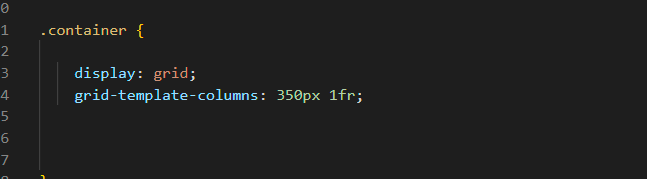 0
1 .container {
2
3 display: grid;
4 grid-template-columns: 350px 1fr;
5
6
7
}